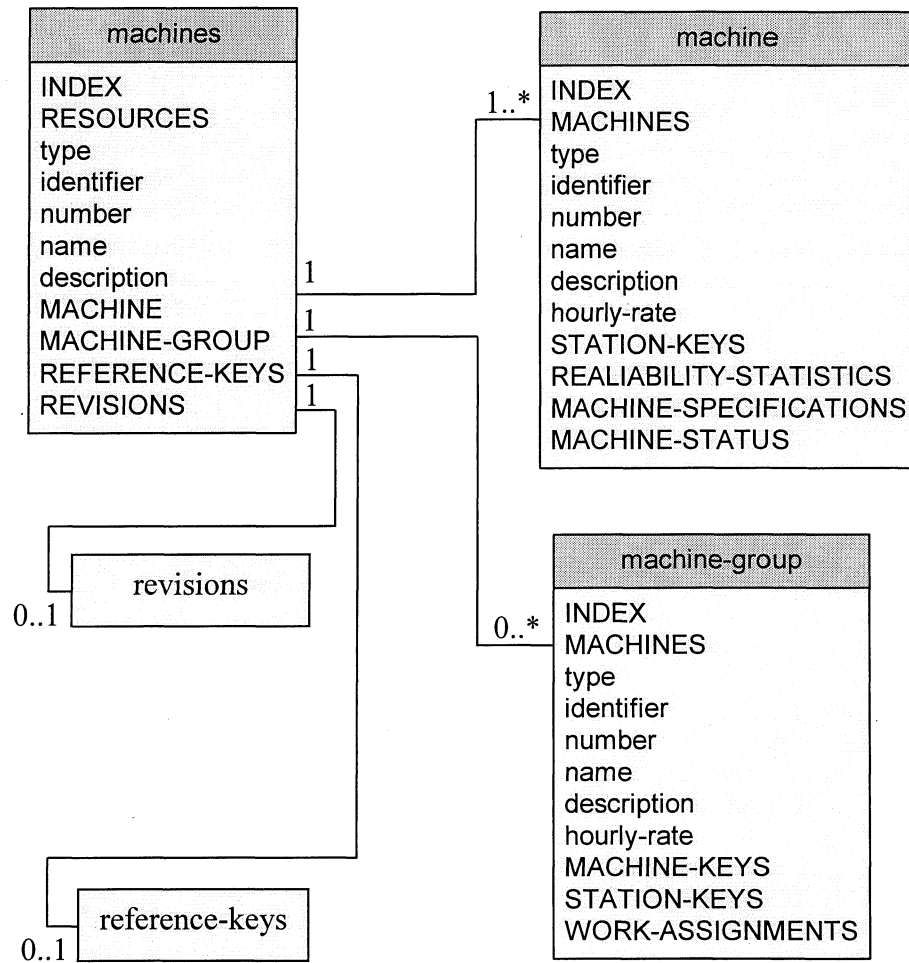 machines
INDEX
RESOURCES
type
identifier
number
name
description
MACHINE
MACHINE-GROUP
REFERENCE-KEYS
REVISIONS
1
1
1
1
1..*
machine
INDEX
MACHINES
type
identifier
number
name
description
hourly-rate
STATION-KEYS
REALIABILITY-STATISTICS
MACHINE-SPECIFICATIONS
MACHINE-STATUS
revisions
0..1
0..*
machine-group
INDEX
MACHINES
type
identifier
number
name
description
hourly-rate
MACHINE-KEYS
STATION-KEYS
WORK-ASSIGNMENTS
reference-keys
0..1